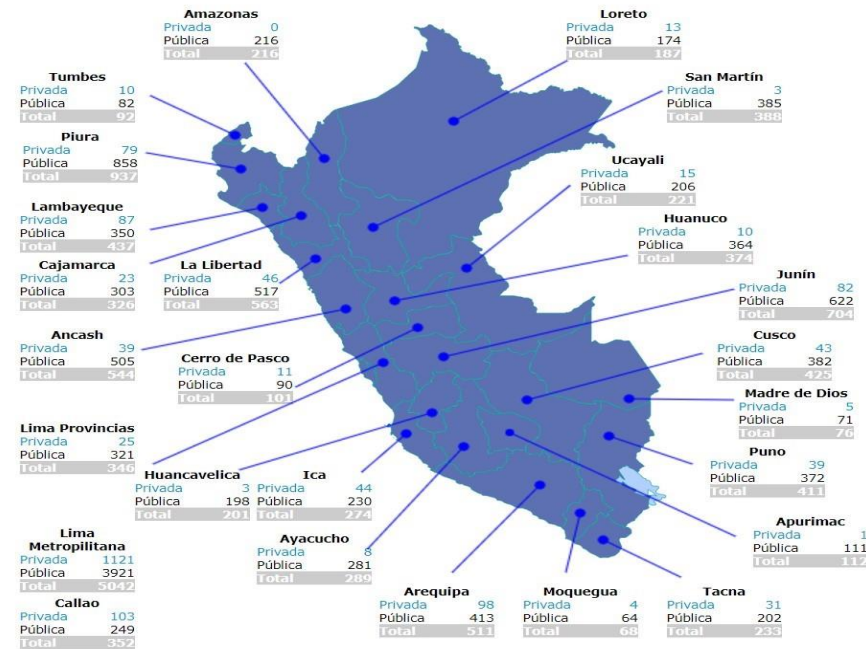 Amazonas
Privada 0
Pública 216
Total 216
Loreto
Privada 13
Pública 174
Total 187
Tumbes
Privada 10
Pública 82
Total 92
San Martín
Privada 3
Pública 385
Total 388
Piura
Privada 79
Pública 858
Total 937
Ucayali
Privada 15
Pública 206
Total 221
Lambayeque
Privada 87
Pública 350
Total 437
Huanuco
Privada 10
Pública 364
Total 374
Cajamarca
Privada 23
Pública 303
Total 326
La Libertad
Privada 46
Pública 517
Total 563
Junín
Privada 82
Pública 622
Total 704
Ancash
Privada 39
Pública 505
Total 544
Cerro de Pasco
Privada 11
Pública 90
Total 101
Cusco
Privada 43
Pública 382
Total 425
Madre de Dios
Privada 5
Pública 71
Total 76
Lima Provincias
Privada 25
Pública 321
Total 346
Puno
Privada 39
Pública 372
Total 411
Huancavelica
Privada 3
Pública 198
Total 201
Ica
Privada 44
Pública 230
Total 274
Apurimac
Privada 1
Pública 111
Total 112
Lima
Metropilitana
Privada 1121
Pública 3921
Total 5042
Ayacucho
Privada 8
Pública 281
Total 289
Callao
Privada 103
Pública 249
Total 352
Arequipa
Privada 98
Pública 413
Total 511
Moquegua
Privada 4
Pública 64
Total 68
Tacna
Privada 31
Pública 202
Total 233